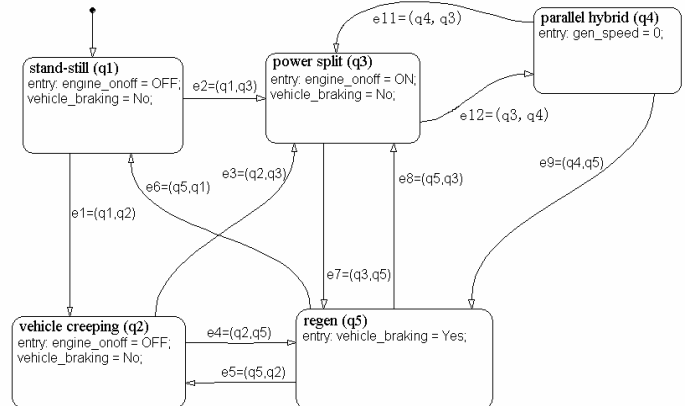 e11=(q4, q3)
parallel hybrid (q4)
entry: gen_speed = 0;
stand-still (q1)
entry: engine_onoff = OFF;
vehicle_braking = No;
e2=(q1,q3)
power split (q3)
entry: engine_onoff = ON;
vehicle_braking = No;
e12=(q3, q4)
e9=(q4,q5)
e3=(q2,q3)
e8=(q5,q3)
e6=(q5,q1)
e1=(q1,q2)
e7=(q3,q5)
vehicle creeping (q2)
entry: engine_onoff = OFF;
vehicle_braking = No;
e4=(q2,q5)
e5=(q5,q2)
regen (q5)
entry: vehicle_braking = Yes;